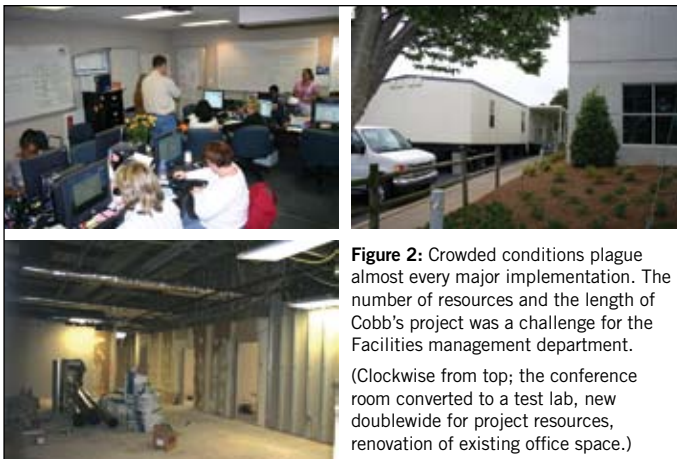 Figure 2: Crowded conditions plague
almost every major implementation. The
number of resources and the length of
Cobb’s project was a challenge for the
Facilities management department.
(Clockwise from top; the conference
room converted to a test lab, new
doublewide for project resources,
renovation of existing office space.)